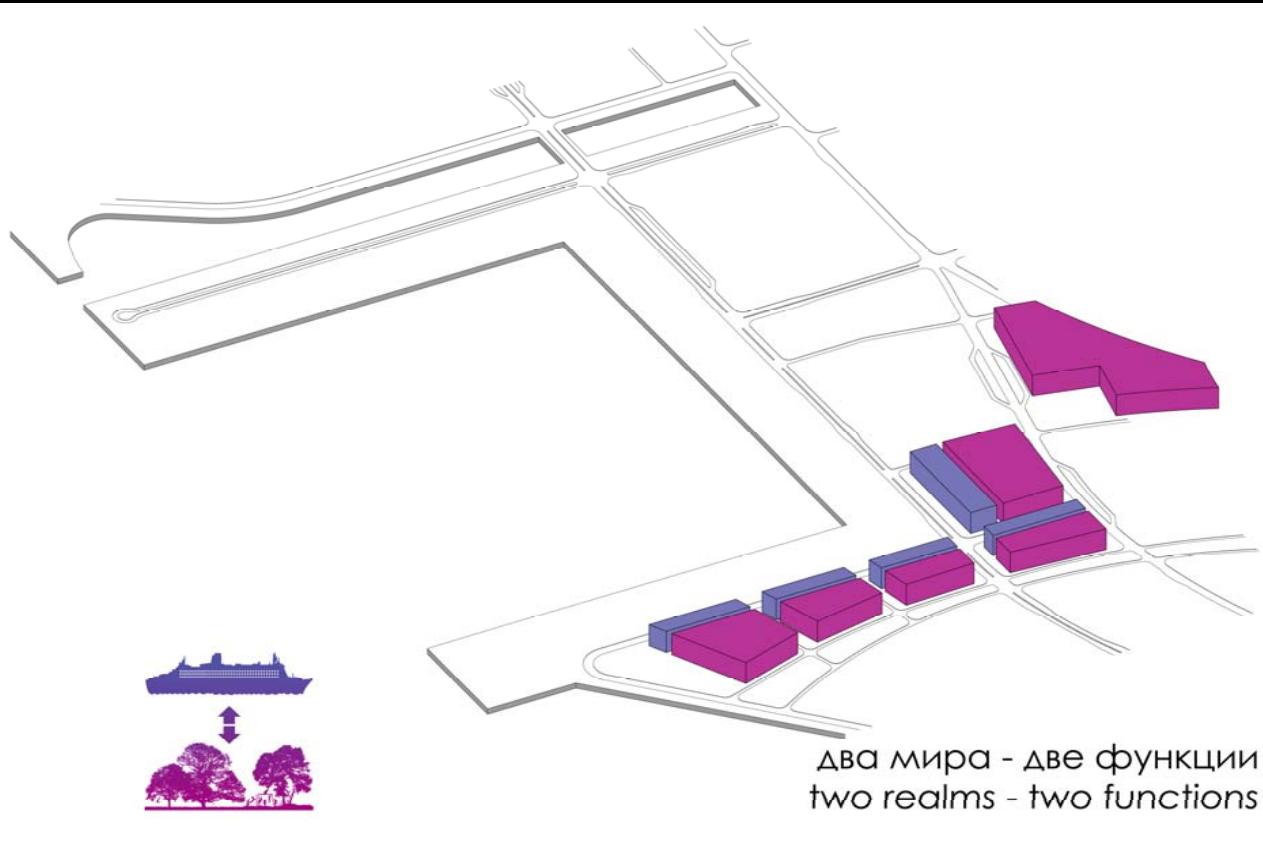 два мира - две функции
two realms - two functions